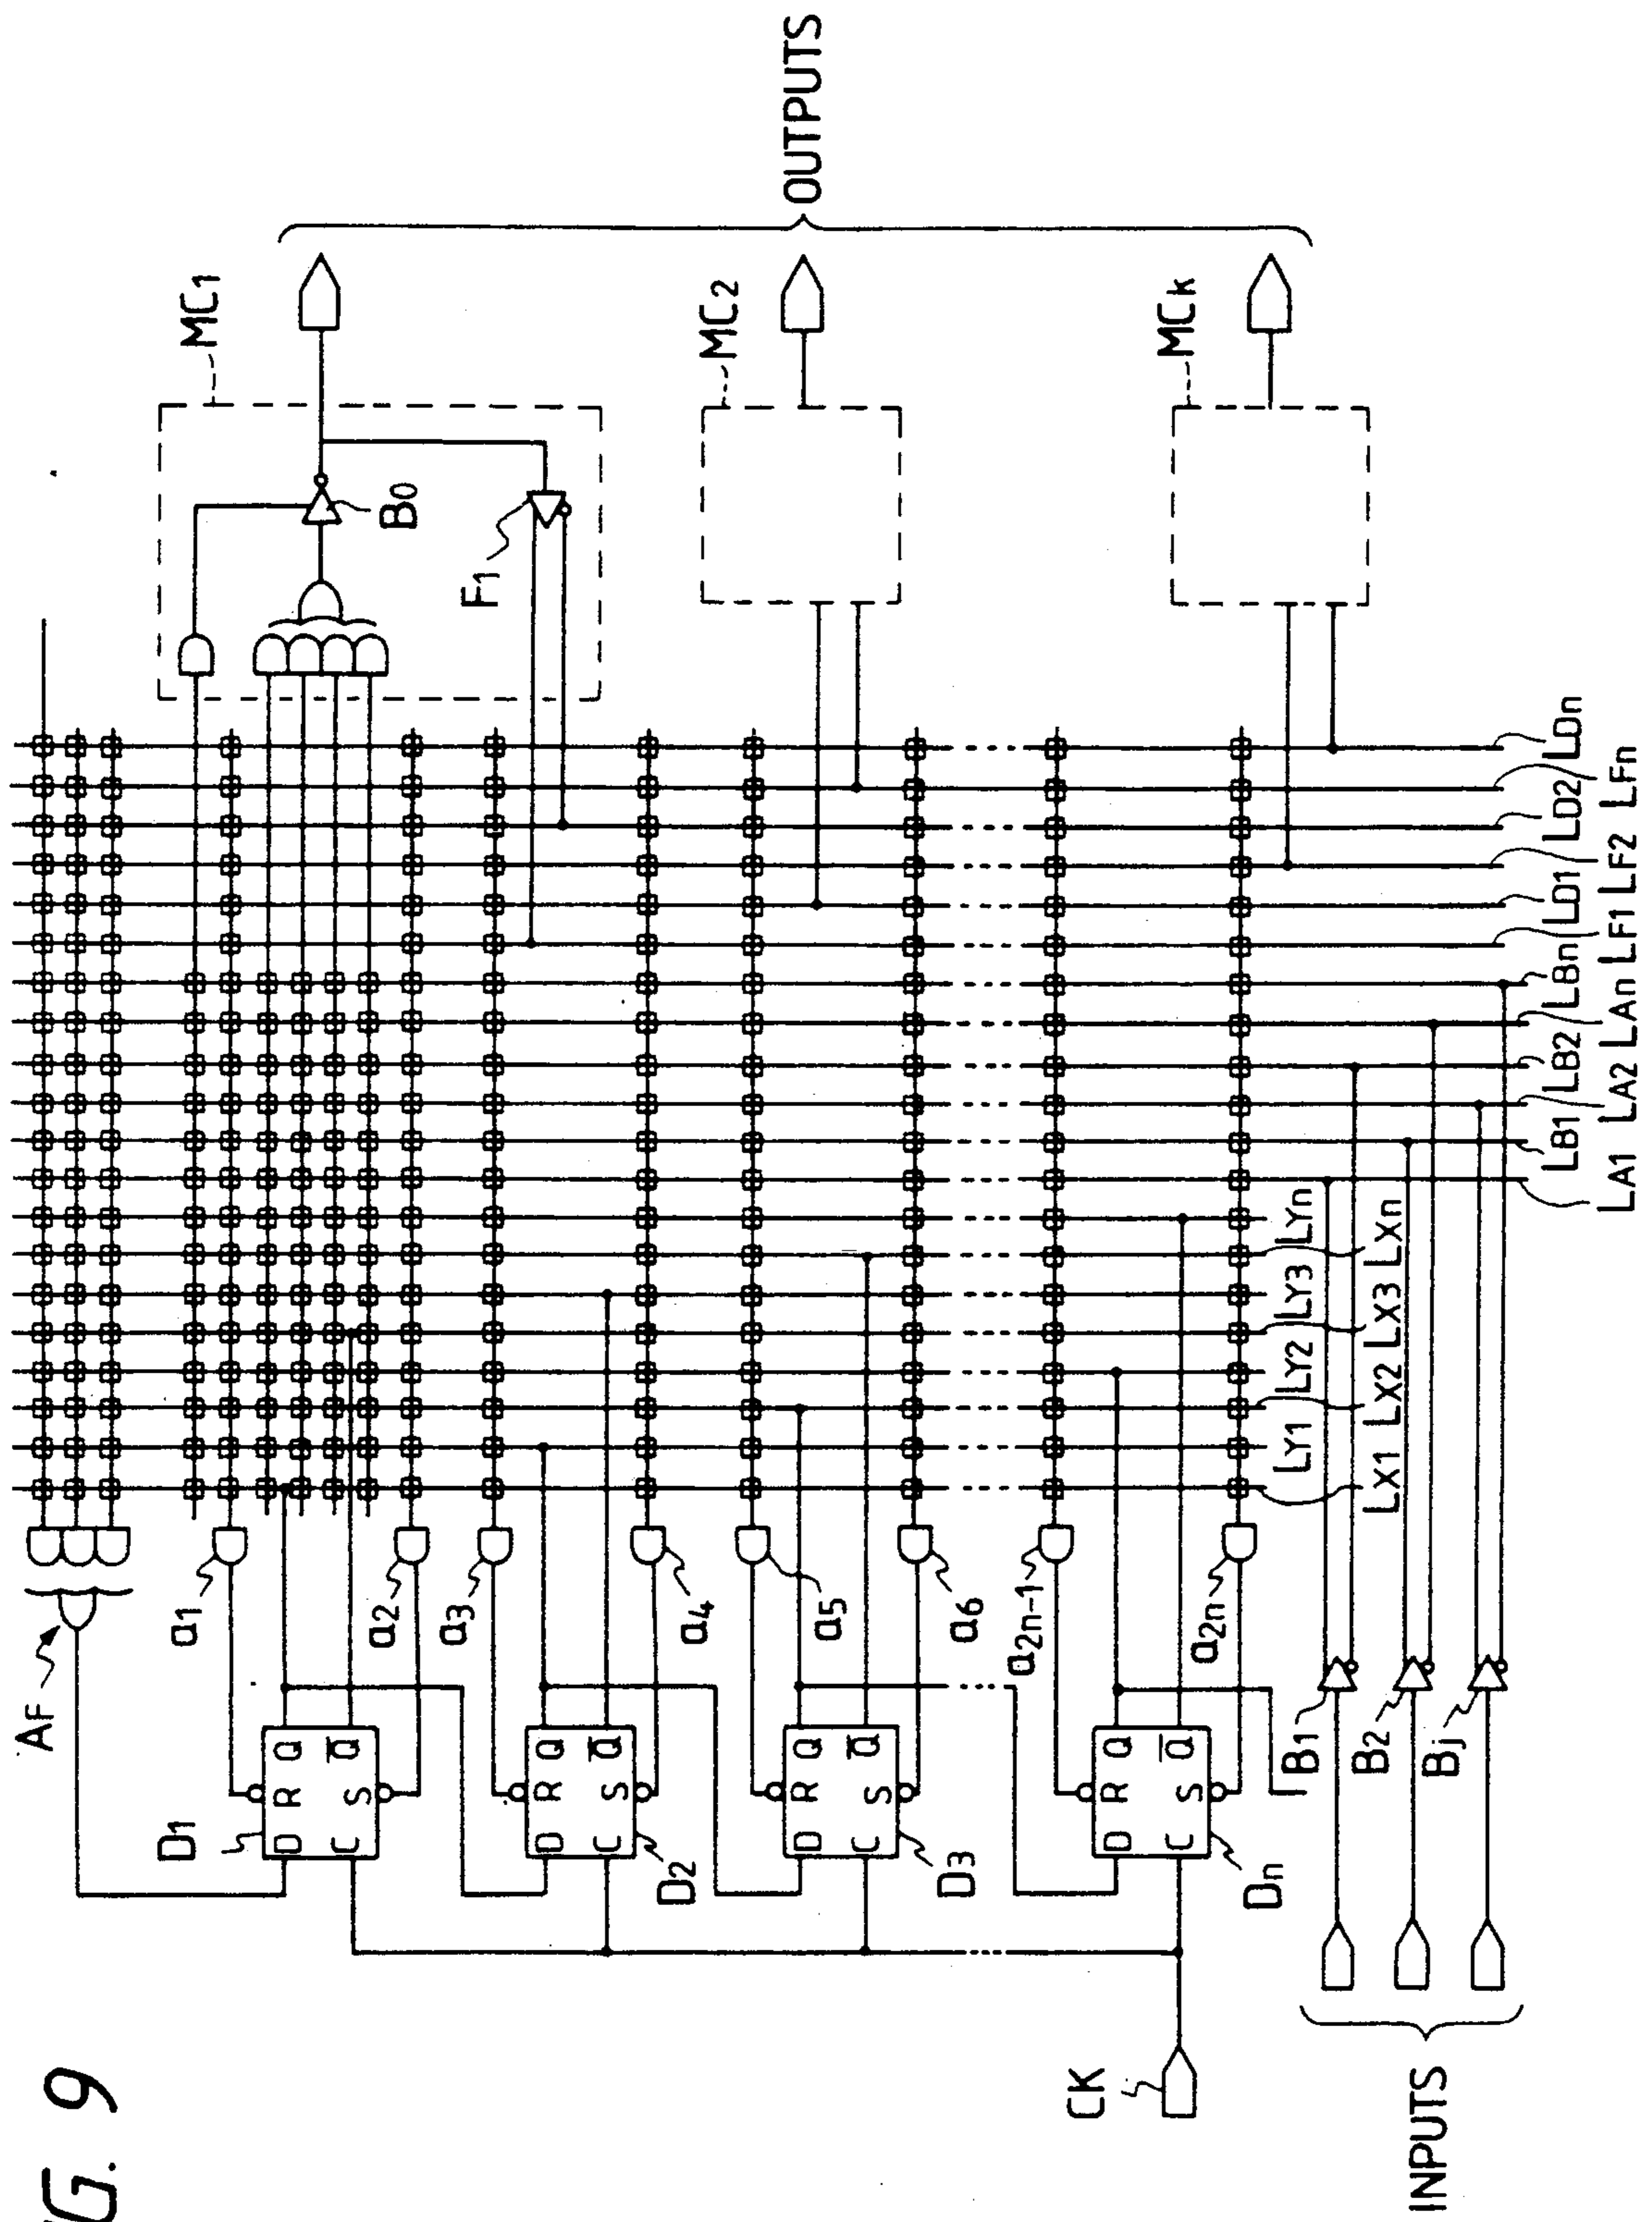 FIG. 9
OUTPUTS
MC1
MC2
MCk
B0
F1
AF
a1
a2
a3
a4
a5
a6
a2n-1
a2n
D1
D2
D3
Dn
D
R
Q
C
S
Q
D
R
Q
C
S
Q
D
R
Q
C
S
Q
D
R
Q
C
S
Q
CK
INPUTS
B1
B2
Bj
LX1
LY1
LX2
LY2
LX3
LY3
LXn
LYn
LA1
LB1
LA2
LB2
LAn
LBn
LF1
LD1
LF2
LD2
LFn
LDn